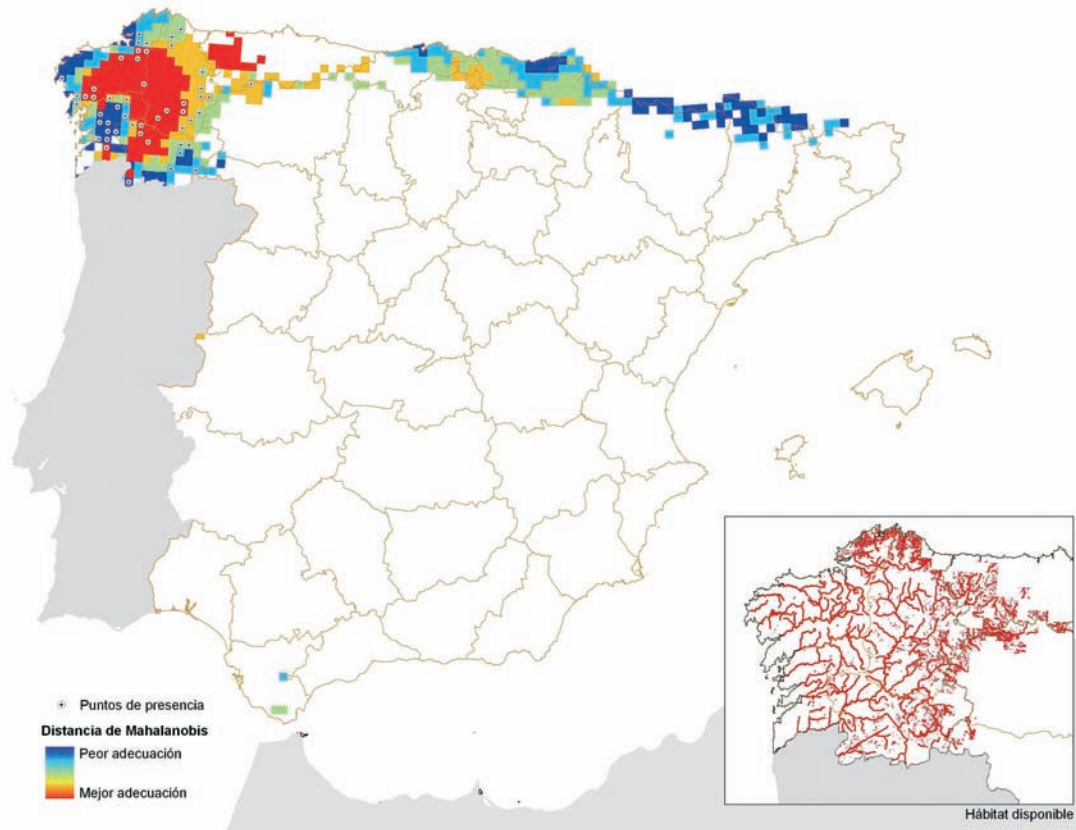 Puntos de presencia
Distancia de Mahalanobis
Peor adecuación
Mejor adecuación
Hábitat disponible